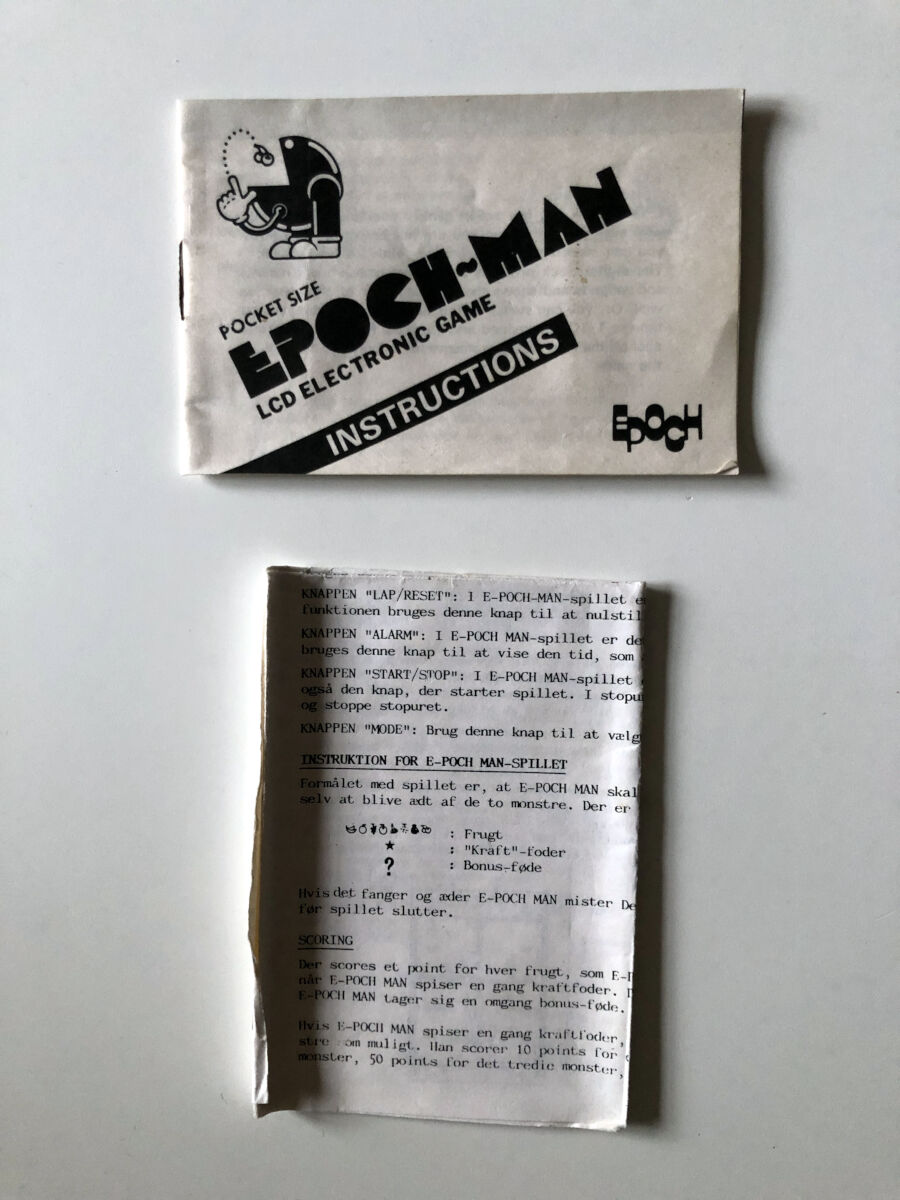 POCKET SIZE
EPOCH~MAN
LCD ELECTRONIC GAME
INSTRUCTIONS
EPOCH
KNAPPEN "LAP/RESET": I E-POCH-MAN-spillet
funktionen bruges denne knap til at nulstil
KNAPPEN "ALARM": I E-POCH MAN-spillet er de
bruges denne knap til at vise den tid, som
KNAPPEN "START/STOP": I E-POCH MAN-spillet
også den knap, der starter spillet. I stopu
og stoppe stopuret.
KNAPPEN "MODE": Brug denne knap til at vælg
INSTRUKTION FOR E-POCH MAN-SPILLET
Formålet med spillet er, at E-POCH MAN skal
selv at blive ædt af de to monstre. Der er
: Frugt
★ : "Kraft"-foder
? : Bonus-føde
Hvis det fanger og æder E-POCH MAN mister De
før spillet slutter.
SCORING
Der scores et point for hver frugt, som E-P
når E-POCH MAN spiser en gang kraftfoder.
E-POCH MAN tager sig en omgang bonus-føde.
Hvis E-POCH MAN spiser en gang kraftfoder,
stre som muligt. Han scorer 10 points for
monster, 50 points for det tredie monster,